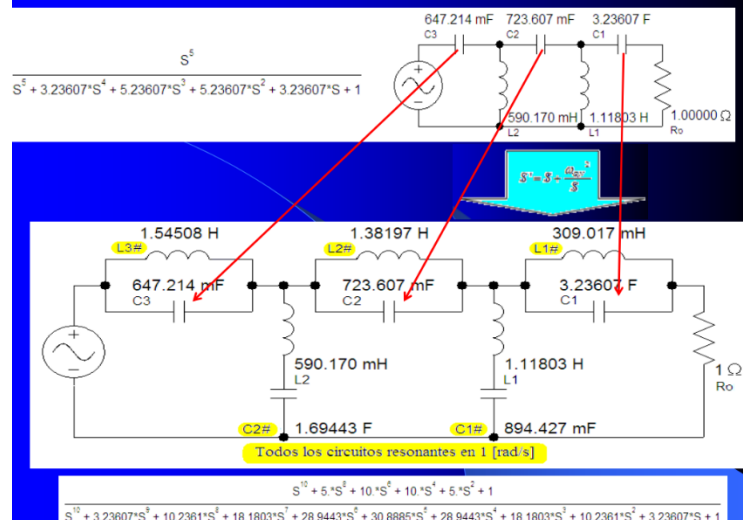 647.214 mF 723.607 mF 3.23607 F
C3 C2 C1
S^5
S^5 + 3.23607*S^4 + 5.23607*S^3 + 5.23607*S^2 + 3.23607*S + 1
+
−
590.170 mH 1.11803 H 1.00000 Ω
L2 L1 Ro
1.54508 H 1.38197 H 309.017 mH
L3# L2# L1#
647.214 mF 723.607 mF 3.23607 F
C3 C2 C1
+
−
590.170 mH 1.11803 H 1 Ω
L2 L1 Ro
C2# 1.69443 F C1# 894.427 mF
Todos los circuitos resonantes en 1 [rad/s]
S^10 + 5.*S^8 + 10.*S^6 + 10.*S^4 + 5.*S^2 + 1
S^10 + 3.23607*S^9 + 10.2361*S^8 + 18.1803*S^7 + 28.9443*S^6 + 30.8885*S^5 + 28.9443*S^4 + 18.1803*S^3 + 10.2361*S^2 + 3.23607*S + 1